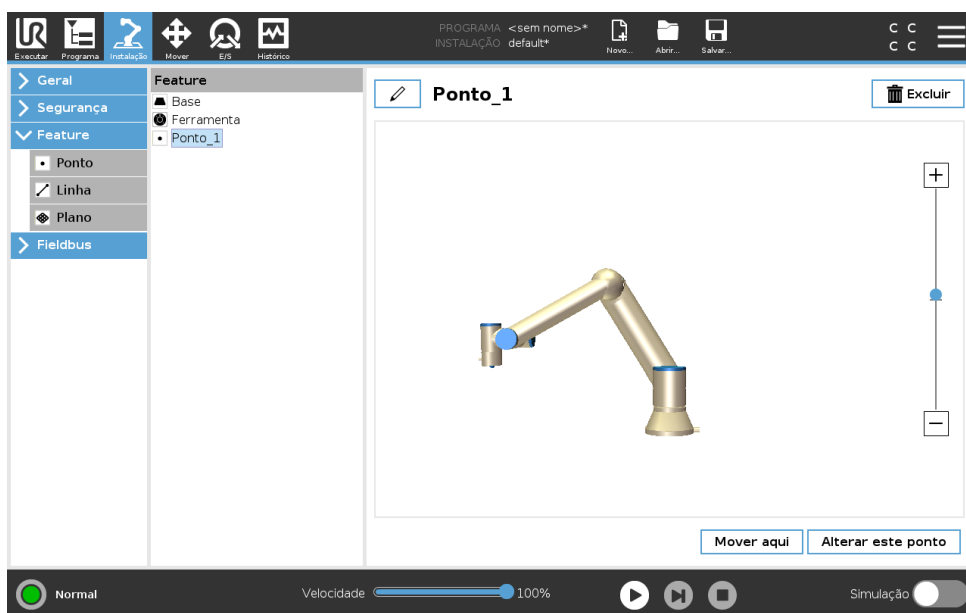 UR
PROGRAMA <sem nome>*
INSTALAÇÃO default*
Executar Programa Instalação Mover E/S Histórico Novo... Abrir... Salvar...
C C
C C
Geral
Segurança
Feature
Ponto
Linha
Plano
Fieldbus
Feature
Base
Ferramenta
Ponto_1
Ponto_1
Excluir
Mover aqui Alterar este ponto
Normal Velocidade 100% Simulação